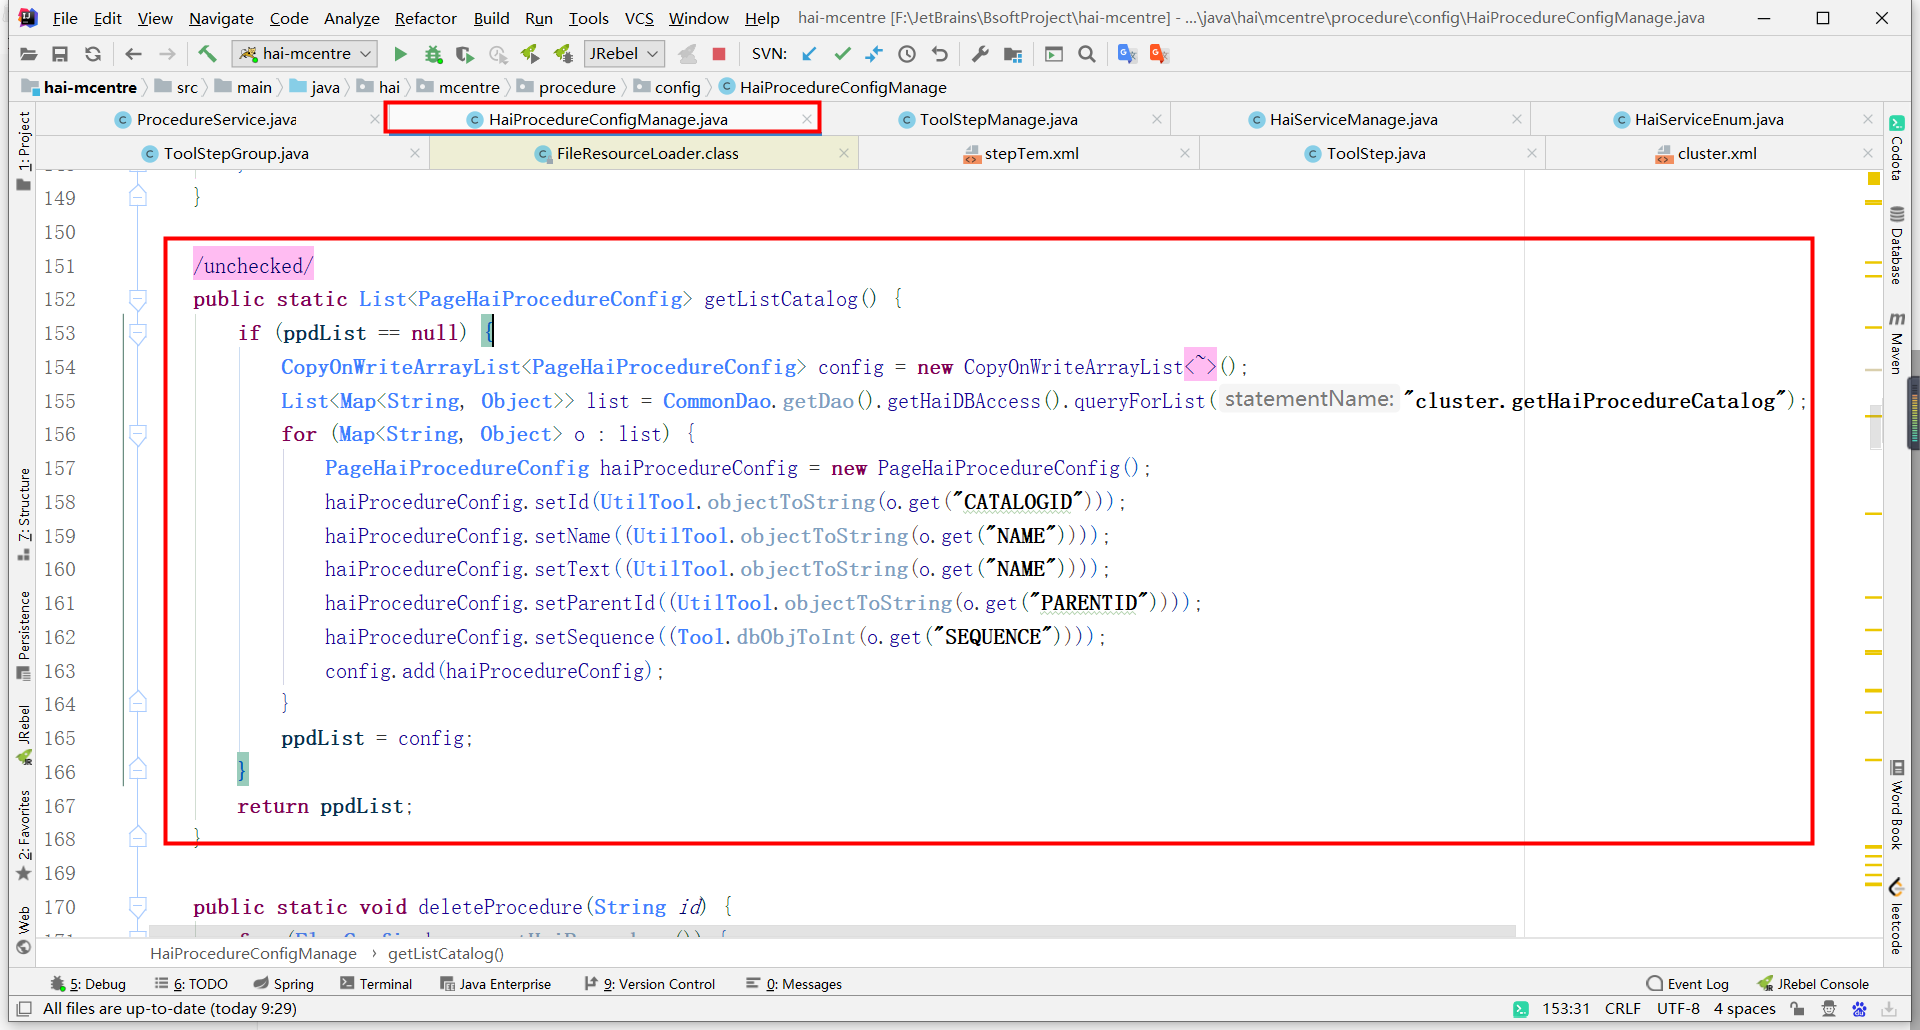 File Edit View Navigate Code Analyze Refactor Build Run Tools VCS Window Help hai-mcentre [F:\JetBrains\BsoftProject\hai-mcentre] - ...\java\hai\mcentre\procedure\config\HaiProcedureConfigManage.java
hai-mcentre JRebel SVN:
hai-mcentre src main java hai mcentre procedure config HaiProcedureConfigManage
ProcedureService.java HaiProcedureConfigManage.java ToolStepManage.java HaiServiceManage.java HaiServiceEnum.java
ToolStepGroup.java FileResourceLoader.class stepTem.xml ToolStep.java cluster.xml
149 }
150
151 /unchecked/
152 public static List<PageHaiProcedureConfig> getListCatalog() {
153 if (ppdList == null) {
154 CopyOnWriteArrayList<PageHaiProcedureConfig> config = new CopyOnWriteArrayList<~>();
155 List<Map<String, Object>> list = CommonDao.getDao().getHaiDBAccess().queryForList( statementName: "cluster.getHaiProcedureCatalog");
156 for (Map<String, Object> o : list) {
157 PageHaiProcedureConfig haiProcedureConfig = new PageHaiProcedureConfig();
158 haiProcedureConfig.setId(UtilTool.objectToString(o.get("CATALOGID")));
159 haiProcedureConfig.setName((UtilTool.objectToString(o.get("NAME"))));
160 haiProcedureConfig.setText((UtilTool.objectToString(o.get("NAME"))));
161 haiProcedureConfig.setParentId((UtilTool.objectToString(o.get("PARENTID"))));
162 haiProcedureConfig.setSequence((Tool.dbObjToInt(o.get("SEQUENCE"))));
163 config.add(haiProcedureConfig);
164 }
165 ppdList = config;
166 }
167 return ppdList;
168 }
169
170 public static void deleteProcedure(String id) {
HaiProcedureConfigManage › getListCatalog()
5: Debug 6: TODO Spring Terminal Java Enterprise 9: Version Control 0: Messages Event Log JRebel Console
All files are up-to-date (today 9:29) 153:31 CRLF UTF-8 4 spaces
1: Project
7: Structure
Persistence
JRebel
2: Favorites
Web
Codota
Database
Maven
Word Book
leetcode